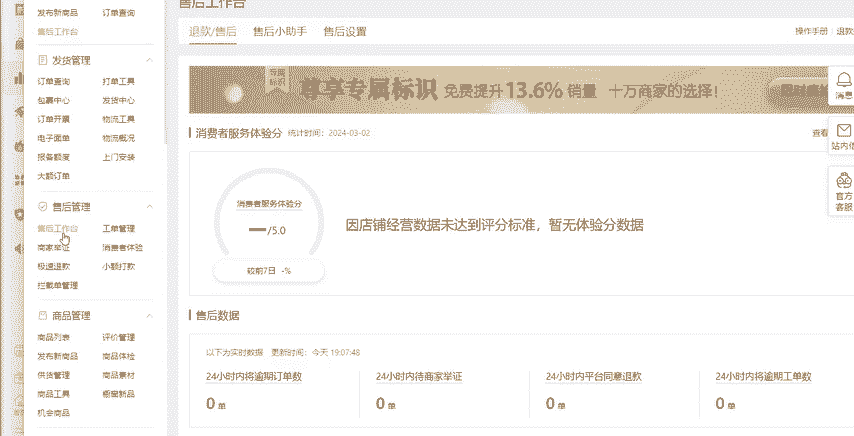 发布新商品 订单查询
售后工作台
发货管理
订单查询 打单工具
包裹中心 发货中心
订单开票 物流工具
电子面单 物流概况
报备额度 上门安装
大额订单
售后管理
售后工作台 工单管理
商家举证 消费者体验
极速退款 小额打款
拦截单管理
商品管理
商品列表 评价管理
发布新商品 商品体检
供货管理 商品素材
商品工具 橱窗新品
机会商品
售后工作台
退款/售后 售后小助手 售后设置
操作手册:退款
专属标识
尊享专属标识 免费提升13.6%销量 十万商家的选择!
消费者服务体验分 统计时间:2024-03-02
查看
消费者服务体验分
/5.0
较前7日 -%
因店铺经营数据未达到评分标准,暂无体验分数据
售后数据
以下为实时数据 更新时间:今天 19:07:48
24小时内将逾期订单数 24小时内待商家举证 24小时内平台同意退款 24小时内将逾期工单数
0单 0单 0单 0单
消息
站内信
官方
客服